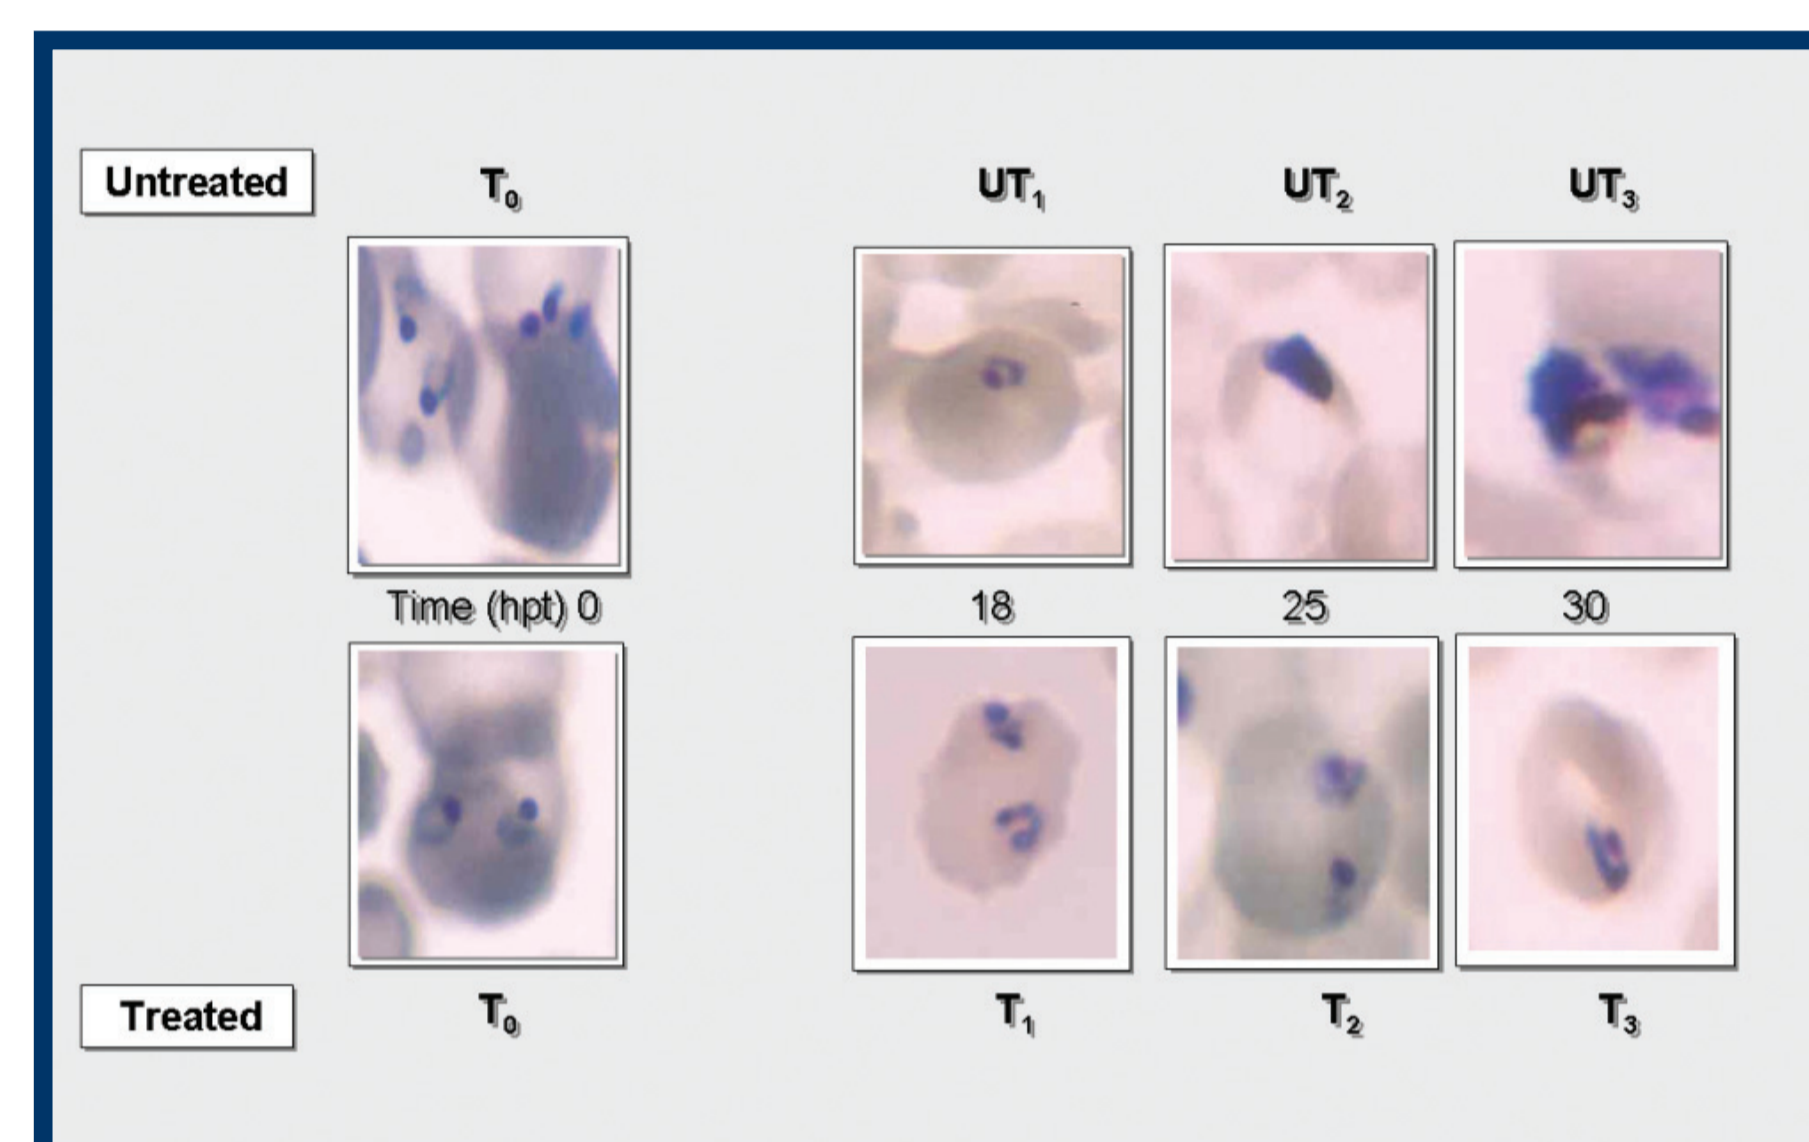 Untreated T₀ UT₁ UT₂ UT₃
Time (hpt) 0 18 25 30
Treated T₀ T₁ T₂ T₃